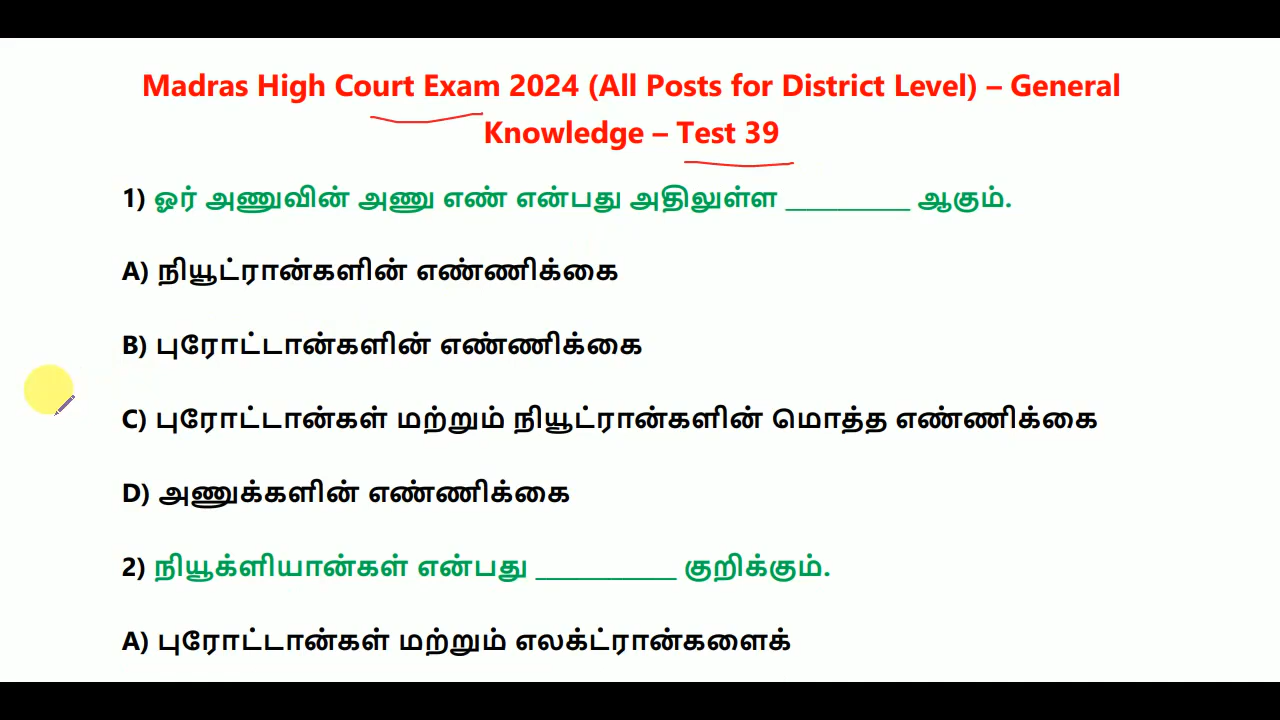 Madras High Court Exam 2024 (All Posts for District Level) – General
Knowledge – Test 39
1) ஓர் அணுவின் அணு எண் என்பது அதிலுள்ள __________ ஆகும்.
A) நியூட்ரான்களின் எண்ணிக்கை
B) புரோட்டான்களின் எண்ணிக்கை
C) புரோட்டான்கள் மற்றும் நியூட்ரான்களின் மொத்த எண்ணிக்கை
D) அணுக்களின் எண்ணிக்கை
2) நியூக்ளியான்கள் என்பது ___________ குறிக்கும்.
A) புரோட்டான்கள் மற்றும் எலக்ட்ரான்களைக்